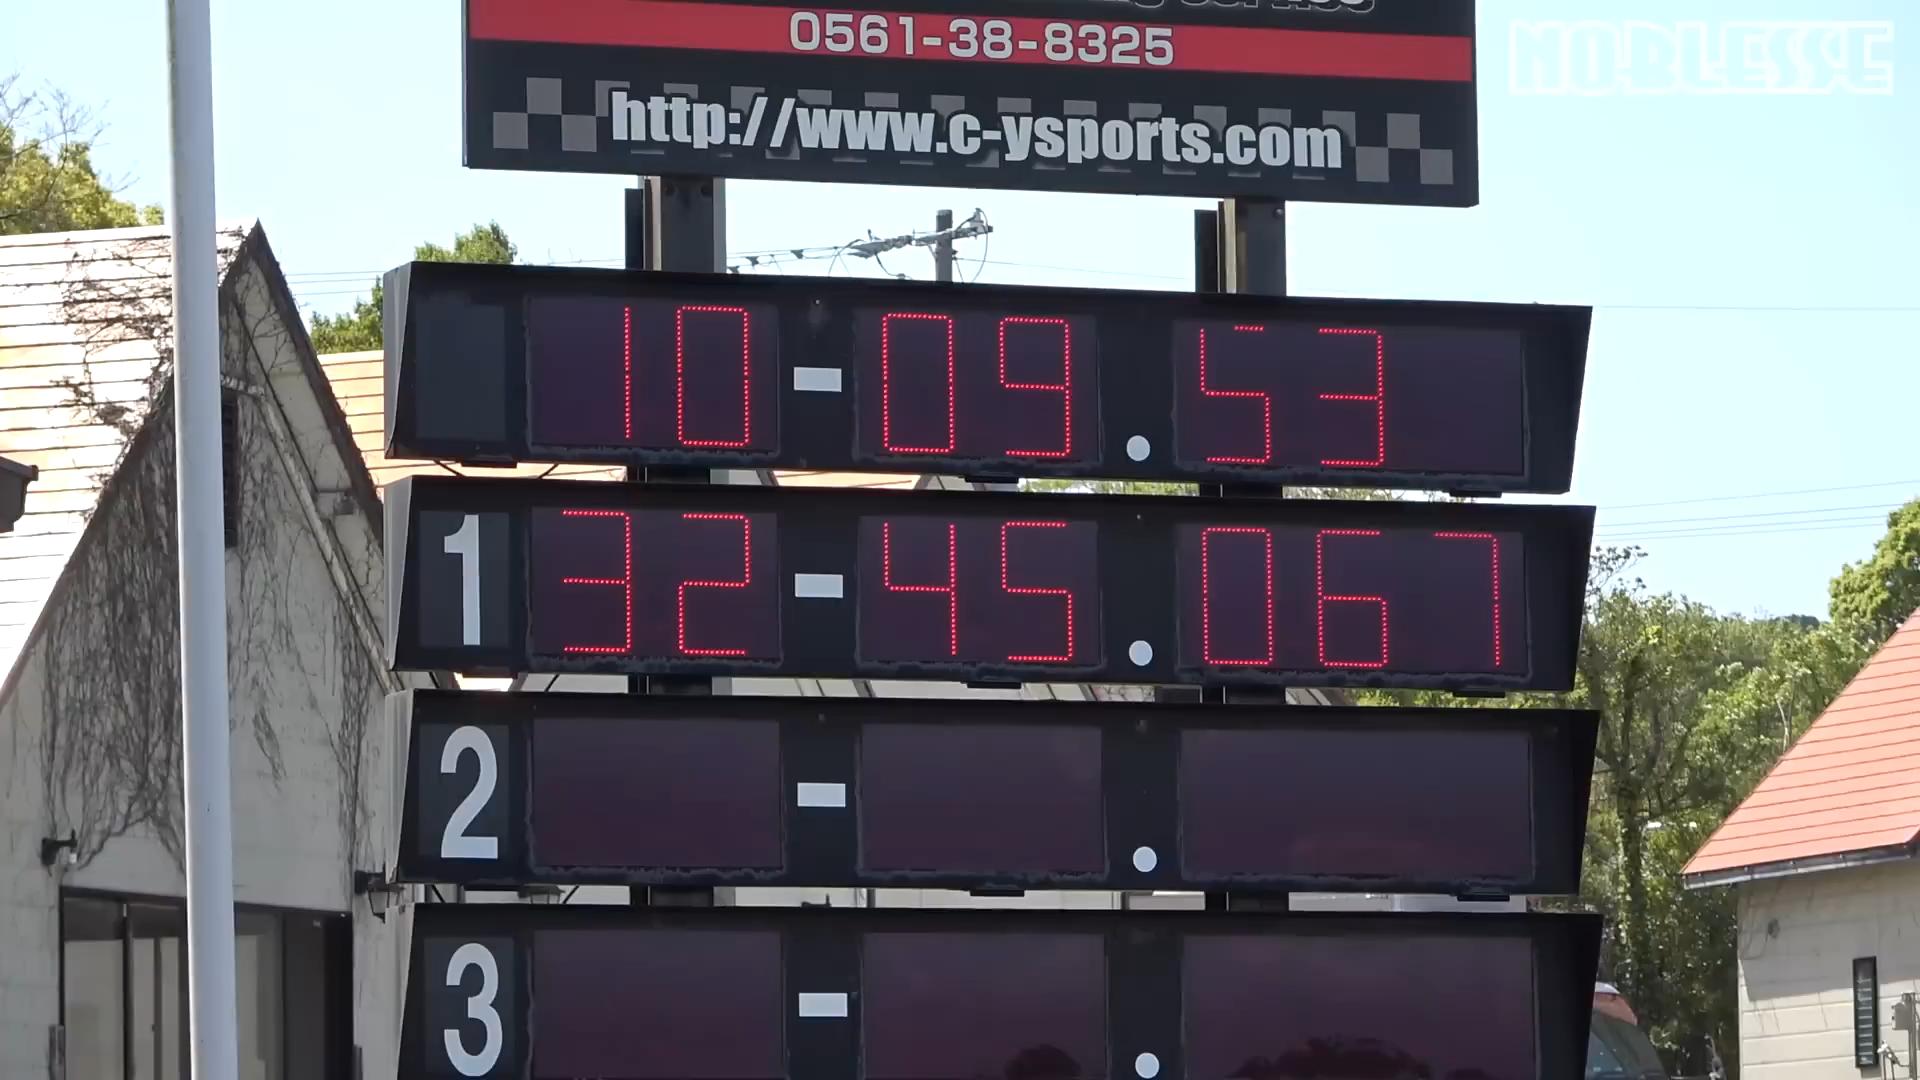 0561-38-8325
NOBLESSE
http://www.c-ysports.com
10-09.53
1 32-45.067
2 - .
3 - .